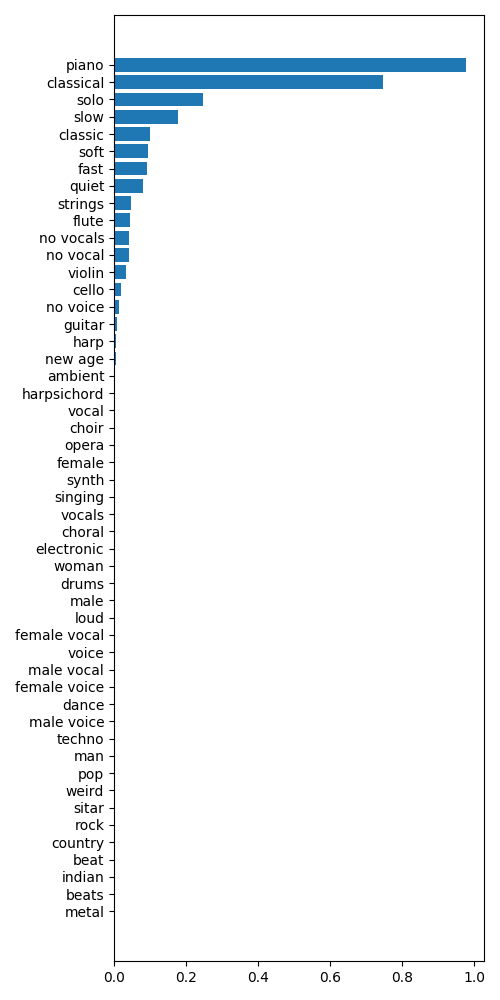 piano
classical
solo
slow
classic
soft
fast
quiet
strings
flute
no vocals
no vocal
violin
cello
no voice
guitar
harp
new age
ambient
harpsichord
vocal
choir
opera
female
synth
singing
vocals
choral
electronic
woman
drums
male
loud
female vocal
voice
male vocal
female voice
dance
male voice
techno
man
pop
weird
sitar
rock
country
beat
indian
beats
metal
0.0 0.2 0.4 0.6 0.8 1.0